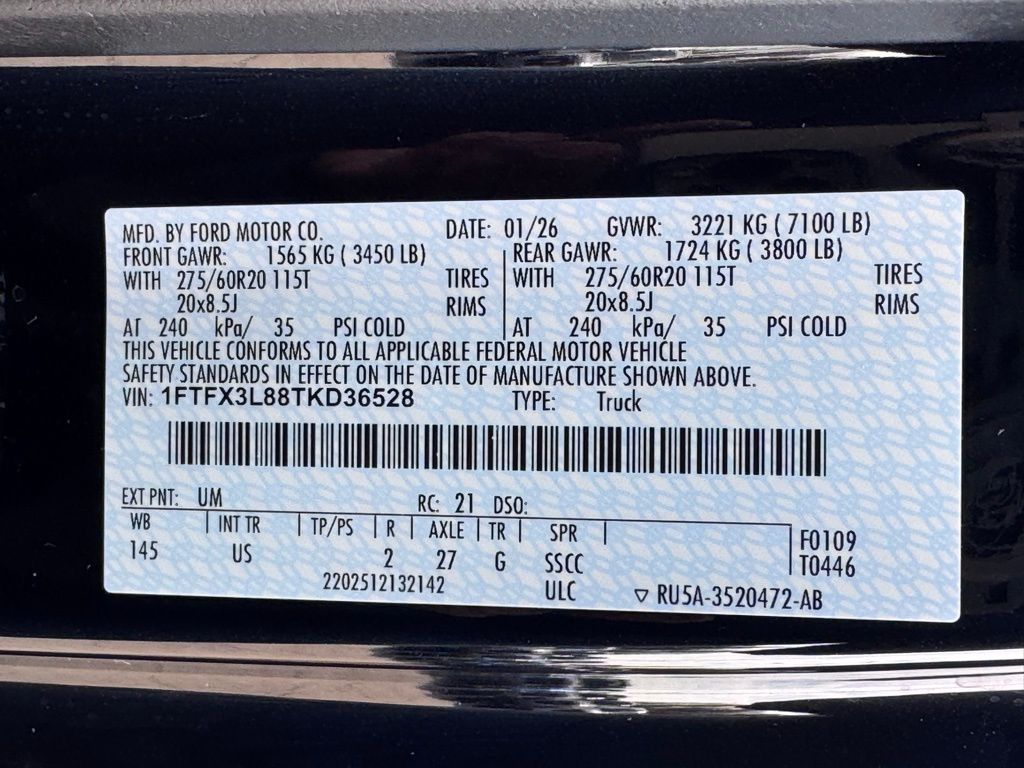 MFD. BY FORD MOTOR CO. DATE: 01/26 GVWR: 3221 KG ( 7100 LB)
FRONT GAWR: 1565 KG ( 3450 LB) REAR GAWR: 1724 KG ( 3800 LB)
WITH 275/60R20 115T TIRES WITH 275/60R20 115T TIRES
20x8.5J RIMS 20x8.5J RIMS
AT 240 kPa/ 35 PSI COLD AT 240 kPa/ 35 PSI COLD
THIS VEHICLE CONFORMS TO ALL APPLICABLE FEDERAL MOTOR VEHICLE
SAFETY STANDARDS IN EFFECT ON THE DATE OF MANUFACTURE SHOWN ABOVE.
VIN: 1FTFX3L88TKD36528 TYPE: Truck
EXT PNT: UM RC: 21 DSO:
WB INT TR TP/PS R AXLE TR SPR F0109
145 US 2 27 G SSCC T0446
2202512132142 ULC ▽ RU5A-3520472-AB